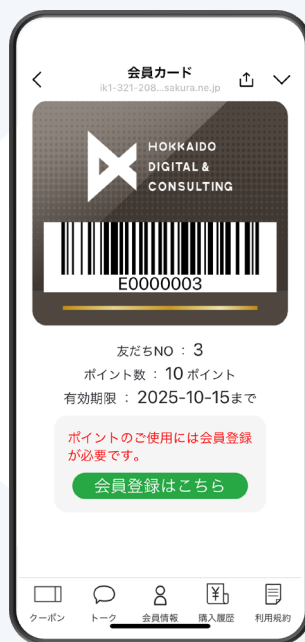 会員カード
ik1-321-208...sakura.ne.jp
HOKKAIDO
DIGITAL &
CONSULTING
E0000003
友だちNO : 3
ポイント数 : 10 ポイント
有効期限 : 2025-10-15まで
ポイントのご使用には会員登録
が必要です。
会員登録はこちら
クーポン トーク 会員情報 購入履歴 利用規約